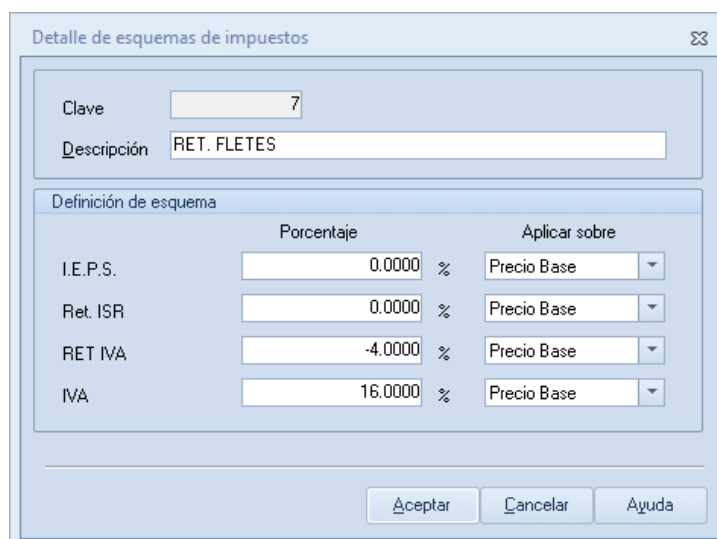 Detalle de esquemas de impuestos
Clave 7
Descripción RET. FLETES
Definición de esquema
Porcentaje Aplicar sobre
I.E.P.S. 0.0000 % Precio Base
Ret. ISR 0.0000 % Precio Base
RET IVA -4.0000 % Precio Base
IVA 16.0000 % Precio Base
Aceptar Cancelar Ayuda